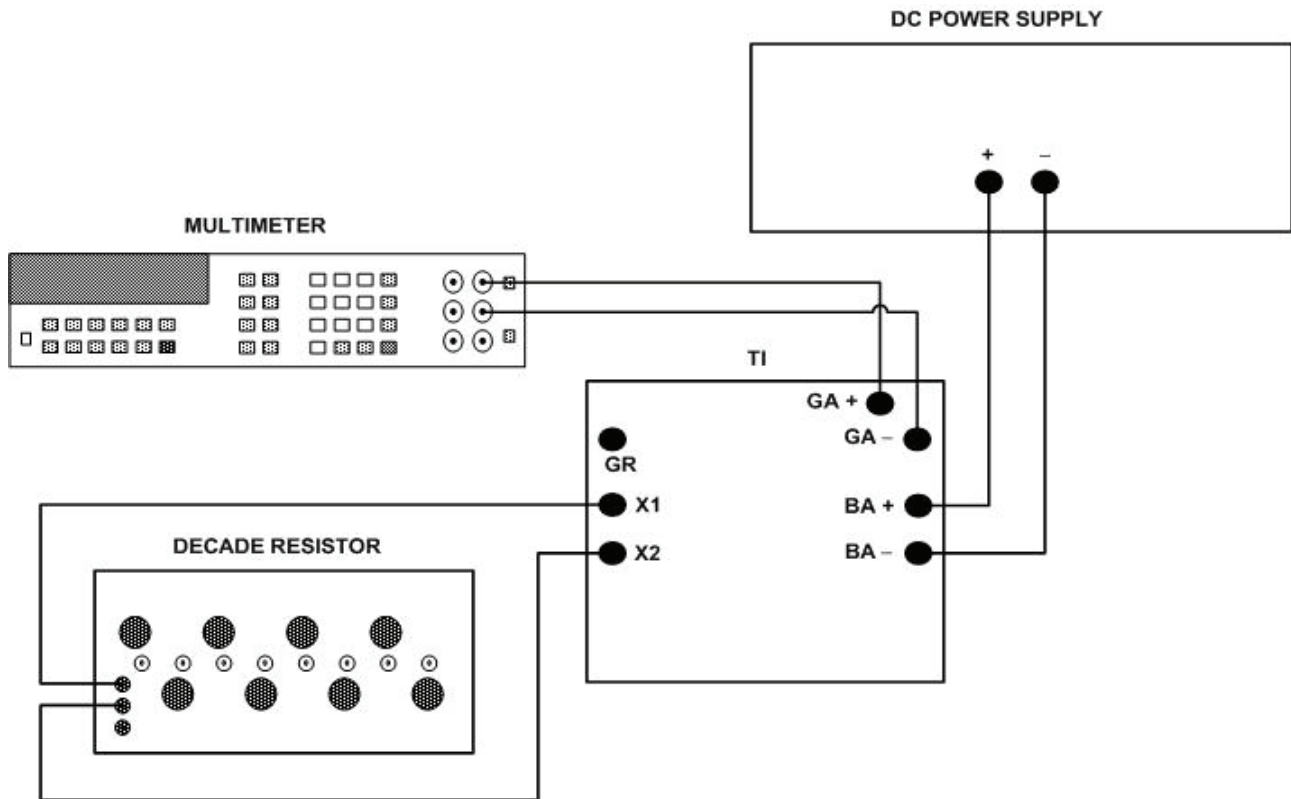 DC POWER SUPPLY
+ –
MULTIMETER
TI
GA +
GA –
GR
X1
BA +
X2
BA –
DECADE RESISTOR